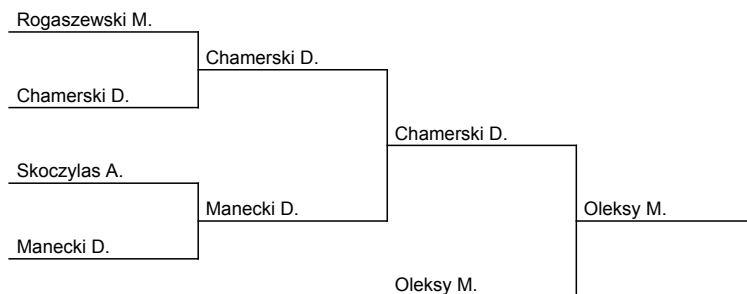 Rogaszewski M.
Chamerski D.
Chamerski D.
Chamerski D.
Skoczylas A.
Manecki D.
Oleksy M.
Manecki D.
Oleksy M.